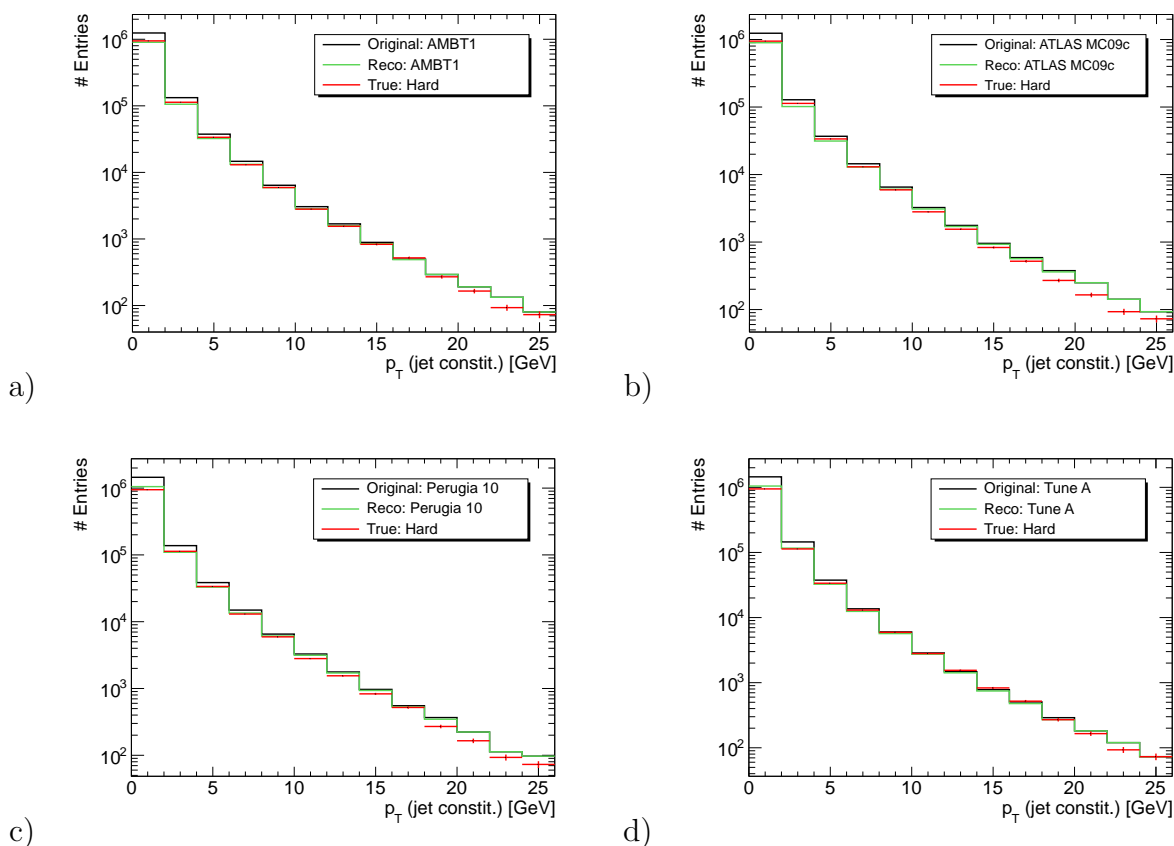 # Entries
10^6
10^5
10^4
10^3
10^2
Original: AMBT1
Reco: AMBT1
True: Hard
0 5 10 15 20 25
p_T (jet constit.) [GeV]
a)
# Entries
10^6
10^5
10^4
10^3
10^2
Original: ATLAS MC09c
Reco: ATLAS MC09c
True: Hard
0 5 10 15 20 25
p_T (jet constit.) [GeV]
b)
# Entries
10^6
10^5
10^4
10^3
10^2
Original: Perugia 10
Reco: Perugia 10
True: Hard
0 5 10 15 20 25
p_T (jet constit.) [GeV]
c)
# Entries
10^6
10^5
10^4
10^3
10^2
Original: Tune A
Reco: Tune A
True: Hard
0 5 10 15 20 25
p_T (jet constit.) [GeV]
d)